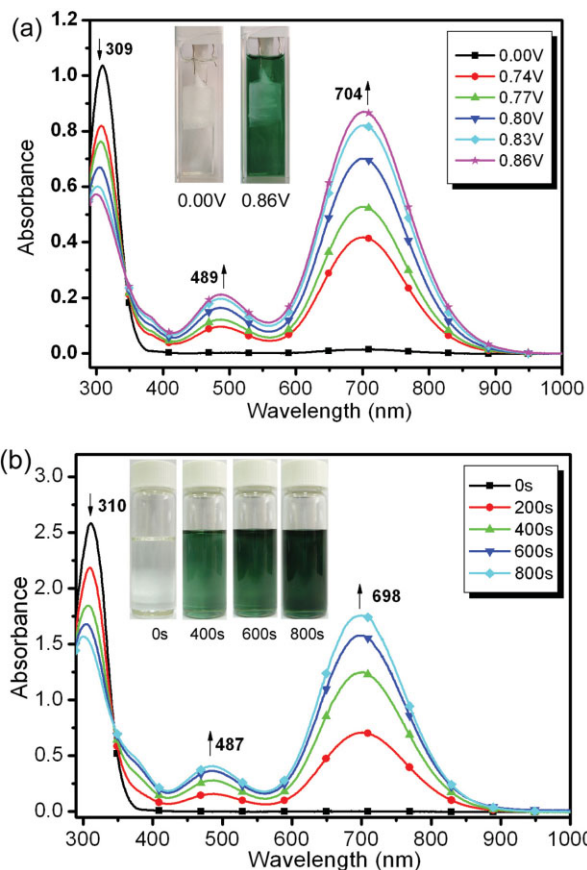 (a)
309
704
489
0.00V 0.86V
0.00V
0.74V
0.77V
0.80V
0.83V
0.86V
Absorbance
1.2
1.0
0.8
0.6
0.4
0.2
0.0
300 400 500 600 700 800 900 1000
Wavelength (nm)
(b)
310
698
487
0s 400s 600s 800s
0s
200s
400s
600s
800s
Absorbance
3.0
2.5
2.0
1.5
1.0
0.5
0.0
300 400 500 600 700 800 900 1000
Wavelength (nm)